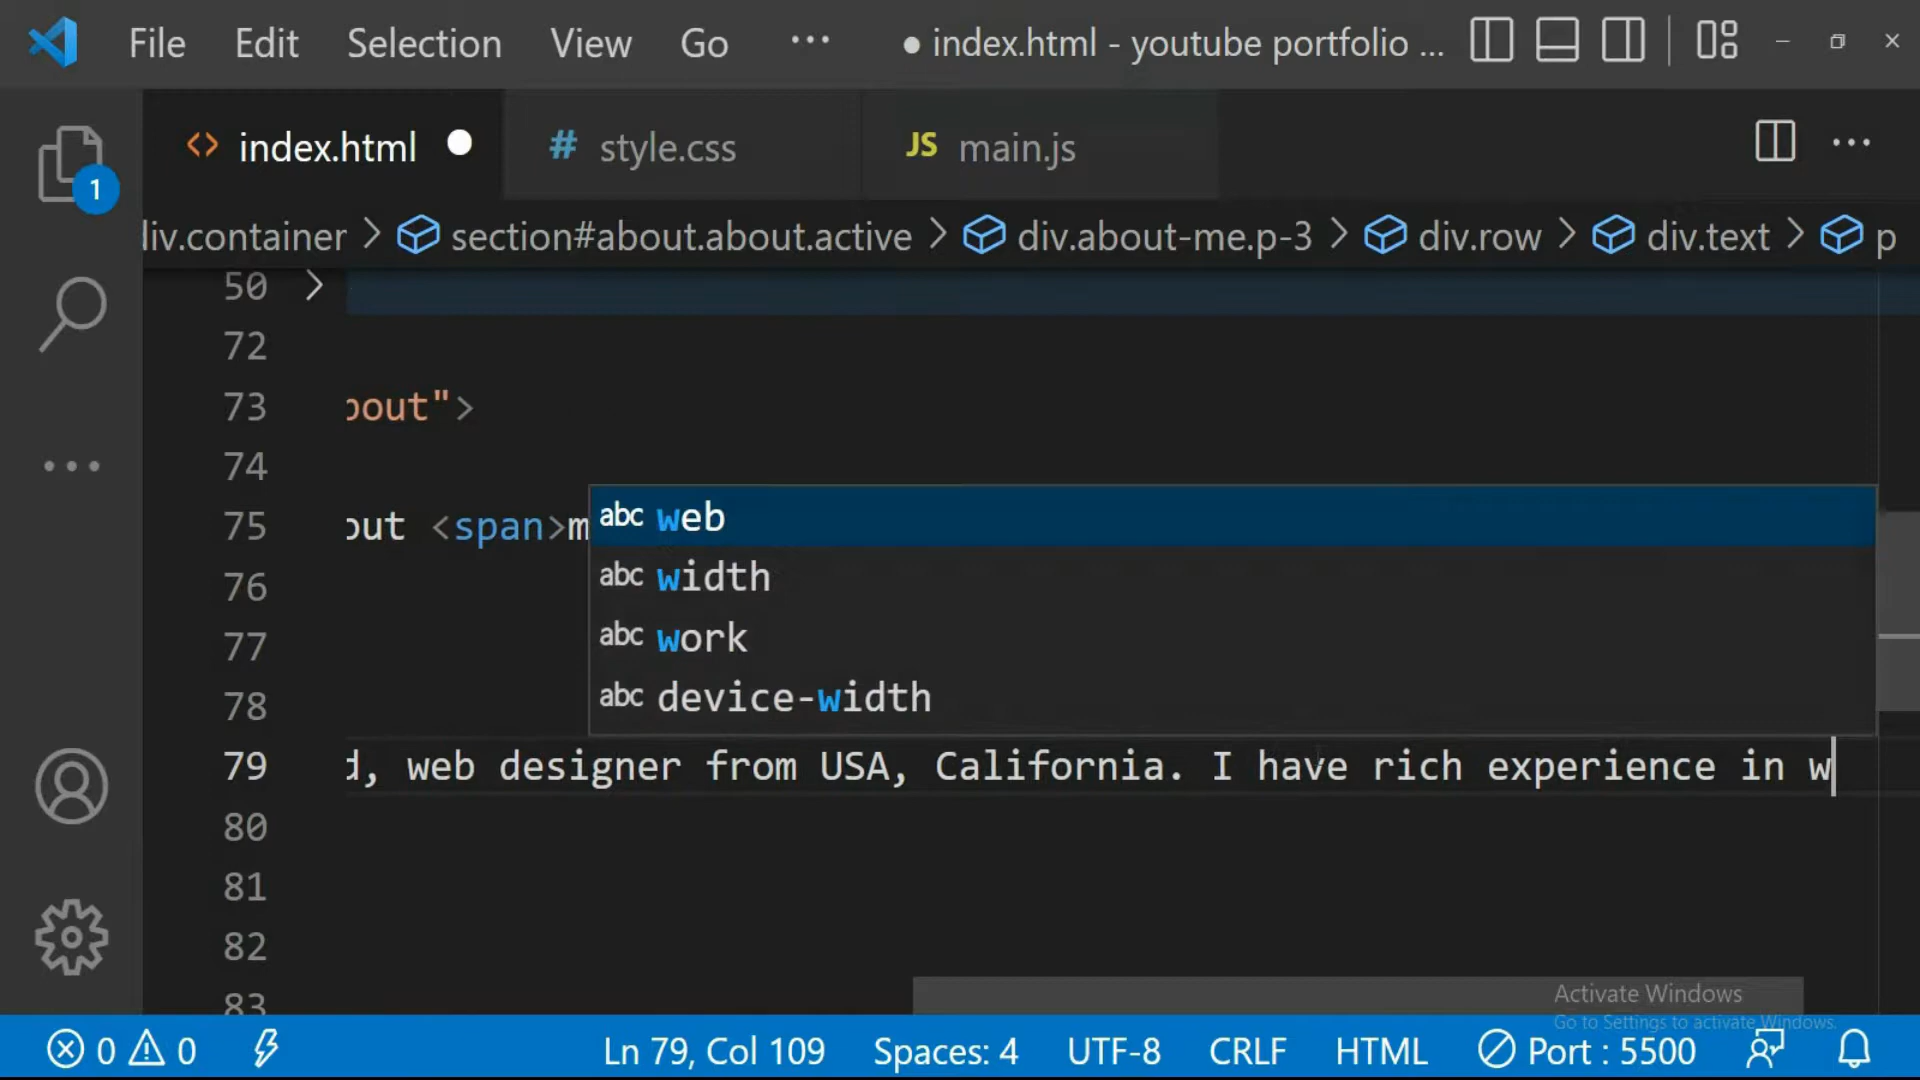 File Edit Selection View Go ··· ● index.html - youtube portfolio ...
index.html ● # style.css JS main.js
1
div.container > section#about.about.active > div.about-me.p-3 > div.row > div.text > p
50
72
73 bout">
74
75 out <span>m
76
77
78
abc web
abc width
abc work
abc device-width
79 d, web designer from USA, California. I have rich experience in w
80
81
82
83
Activate Windows
Go to Settings to activate Windows.
0 0 Ln 79, Col 109 Spaces: 4 UTF-8 CRLF HTML Port : 5500